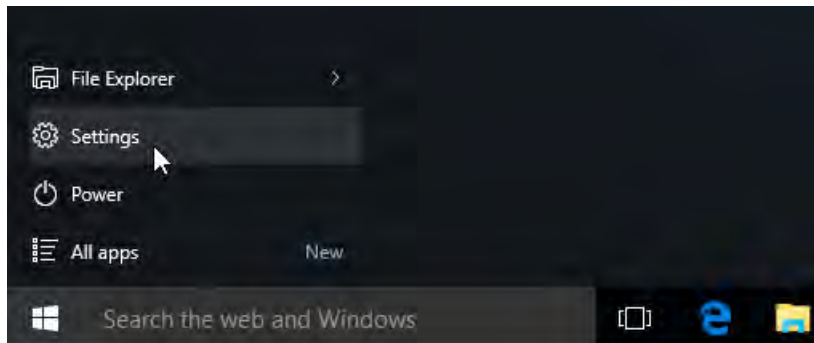 File Explorer
Settings
Power
All apps New
Search the web and Windows